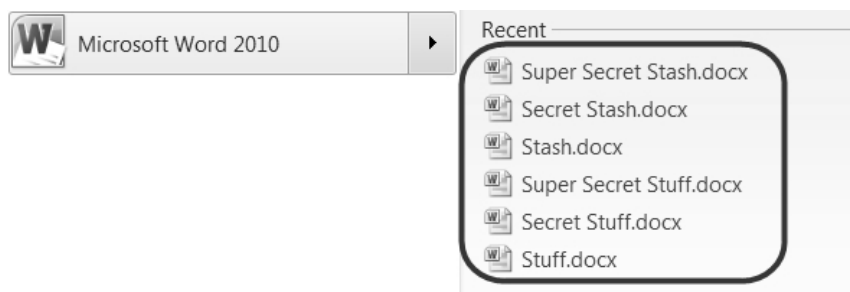 Microsoft Word 2010
Recent
Super Secret Stash.docx
Secret Stash.docx
Stash.docx
Super Secret Stuff.docx
Secret Stuff.docx
Stuff.docx